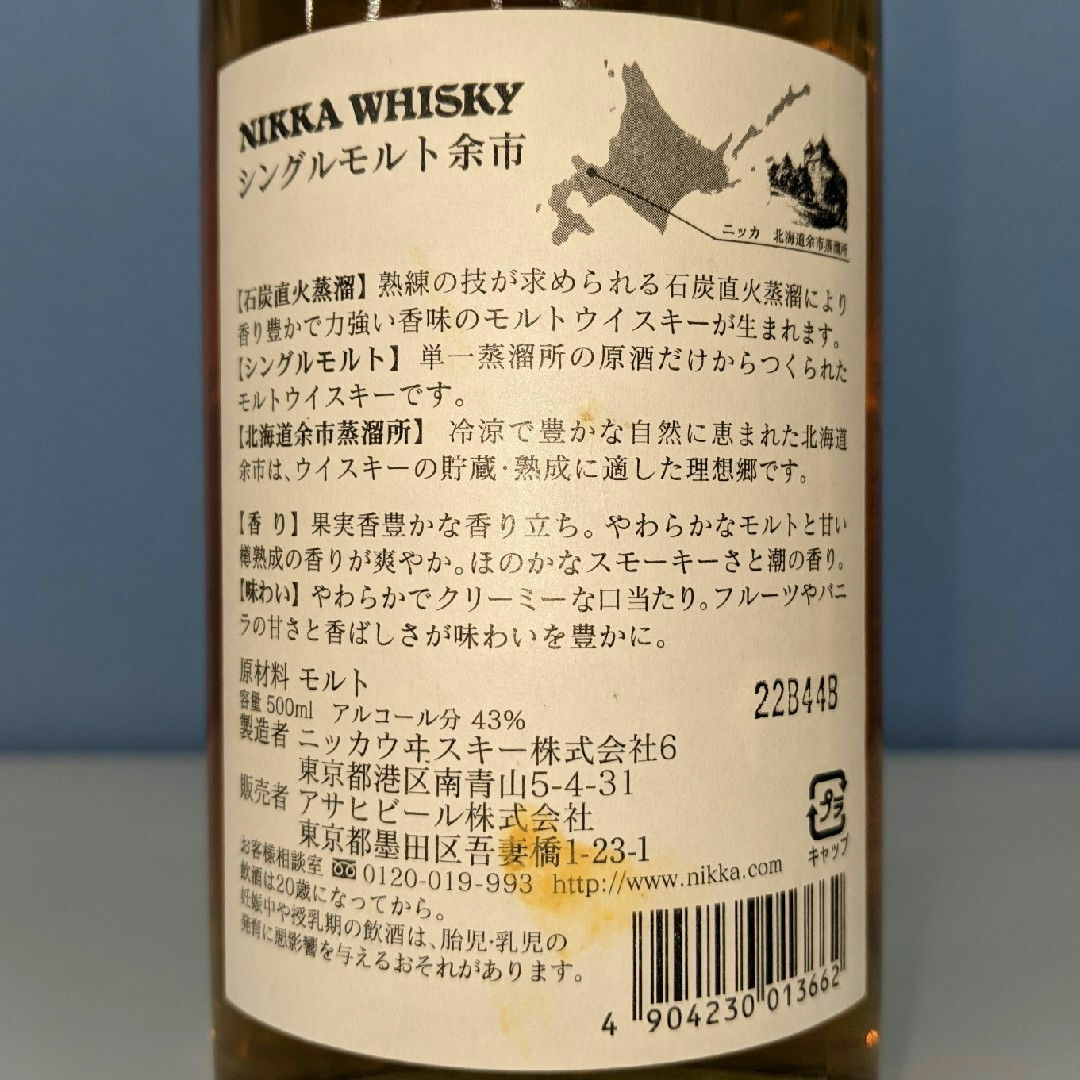 NIKKA WHISKY
シングルモルト余市
ニッカ 北海道余市蒸溜所
【石炭直火蒸溜】熟練の技が求められる石炭直火蒸溜により
香り豊かで力強い香味のモルトウイスキーが生まれます。
【シングルモルト】単一蒸溜所の原酒だけからつくられた
モルトウイスキーです。
【北海道余市蒸溜所】 冷涼で豊かな自然に恵まれた北海道
余市は、ウイスキーの貯蔵・熟成に適した理想郷です。
【香 り】果実香豊かな香り立ち。やわらかなモルトと甘い
樽熟成の香りが爽やか。ほのかなスモーキーさと潮の香り。
【味わい】やわらかでクリーミーな口当たり。フルーツやバニ
ラの甘さと香ばしさが味わいを豊かに。
原材料 モルト
容量 500ml アルコール分 43%
22B44B
製造者 ニッカウヰスキー株式会社6
東京都港区南青山5-4-31
販売者 アサヒビール株式会社
東京都墨田区吾妻橋1-23-1
プラ
キャップ
お客様相談室 0120-019-993 http://www.nikka.com
飲酒は20歳になってから。
妊娠中や授乳期の飲酒は、胎児・乳児の
発育に悪影響を与えるおそれがあります。
4 904230 013662